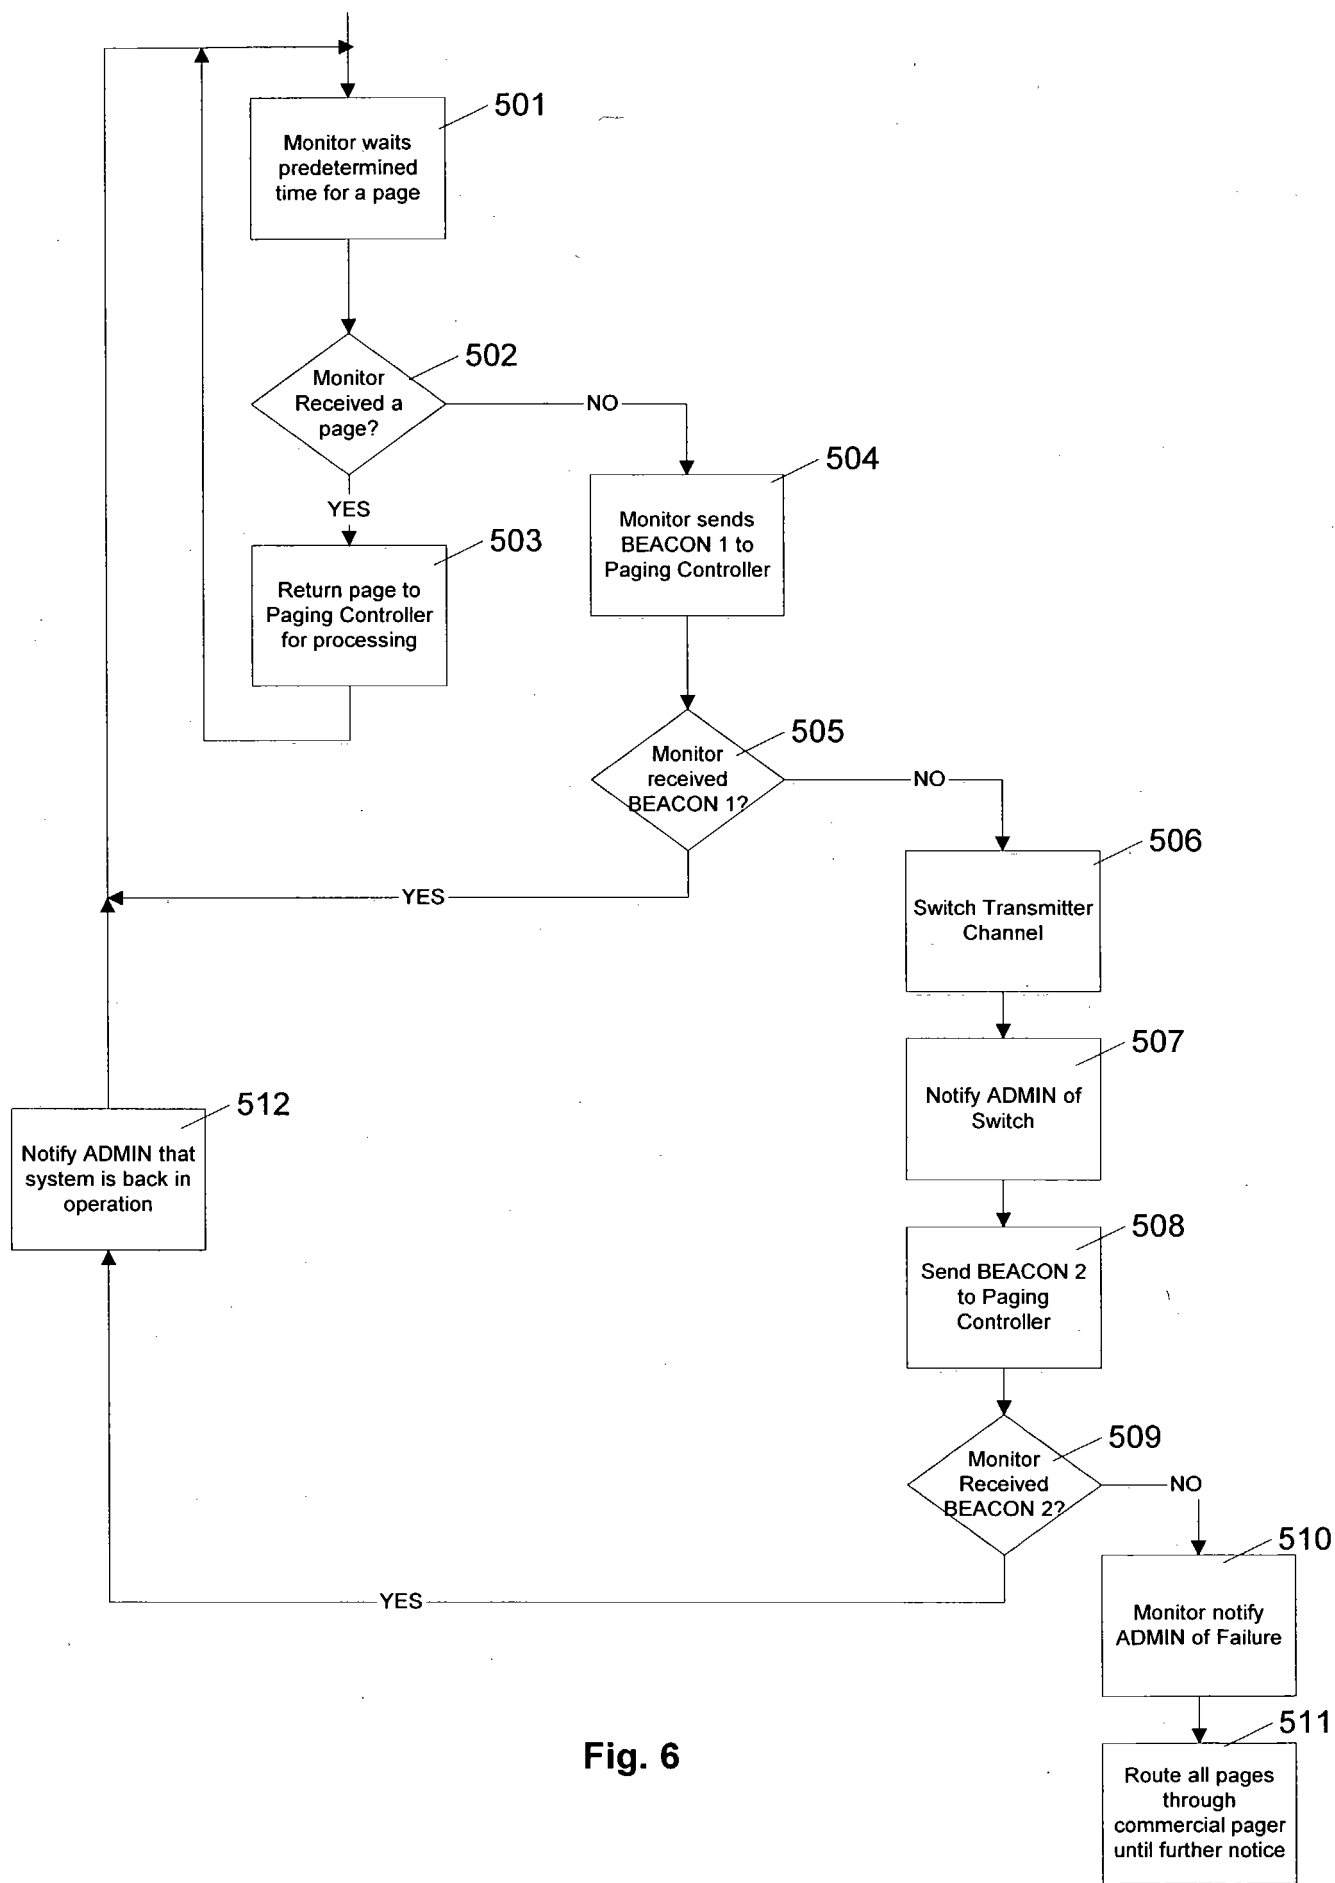 501
Monitor waits
predetermined
time for a page
502
Monitor
Received a
page?
NO
YES
503
Return page to
Paging Controller
for processing
504
Monitor sends
BEACON 1 to
Paging Controller
505
Monitor
received
BEACON 1?
NO
YES
506
Switch Transmitter
Channel
507
Notify ADMIN of
Switch
512
Notify ADMIN that
system is back in
operation
508
Send BEACON 2
to Paging
Controller
509
Monitor
Received
BEACON 2?
NO
YES
510
Monitor notify
ADMIN of Failure
511
Route all pages
through
commercial pager
until further notice
Fig. 6